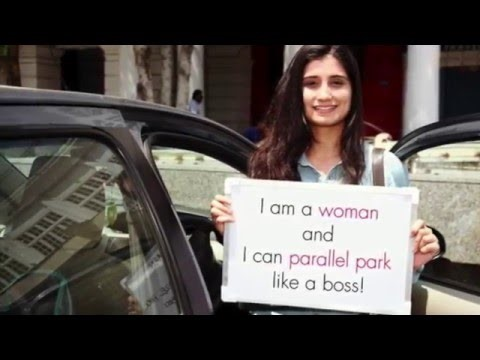 I am a woman
and
I can parallel park
like a boss!